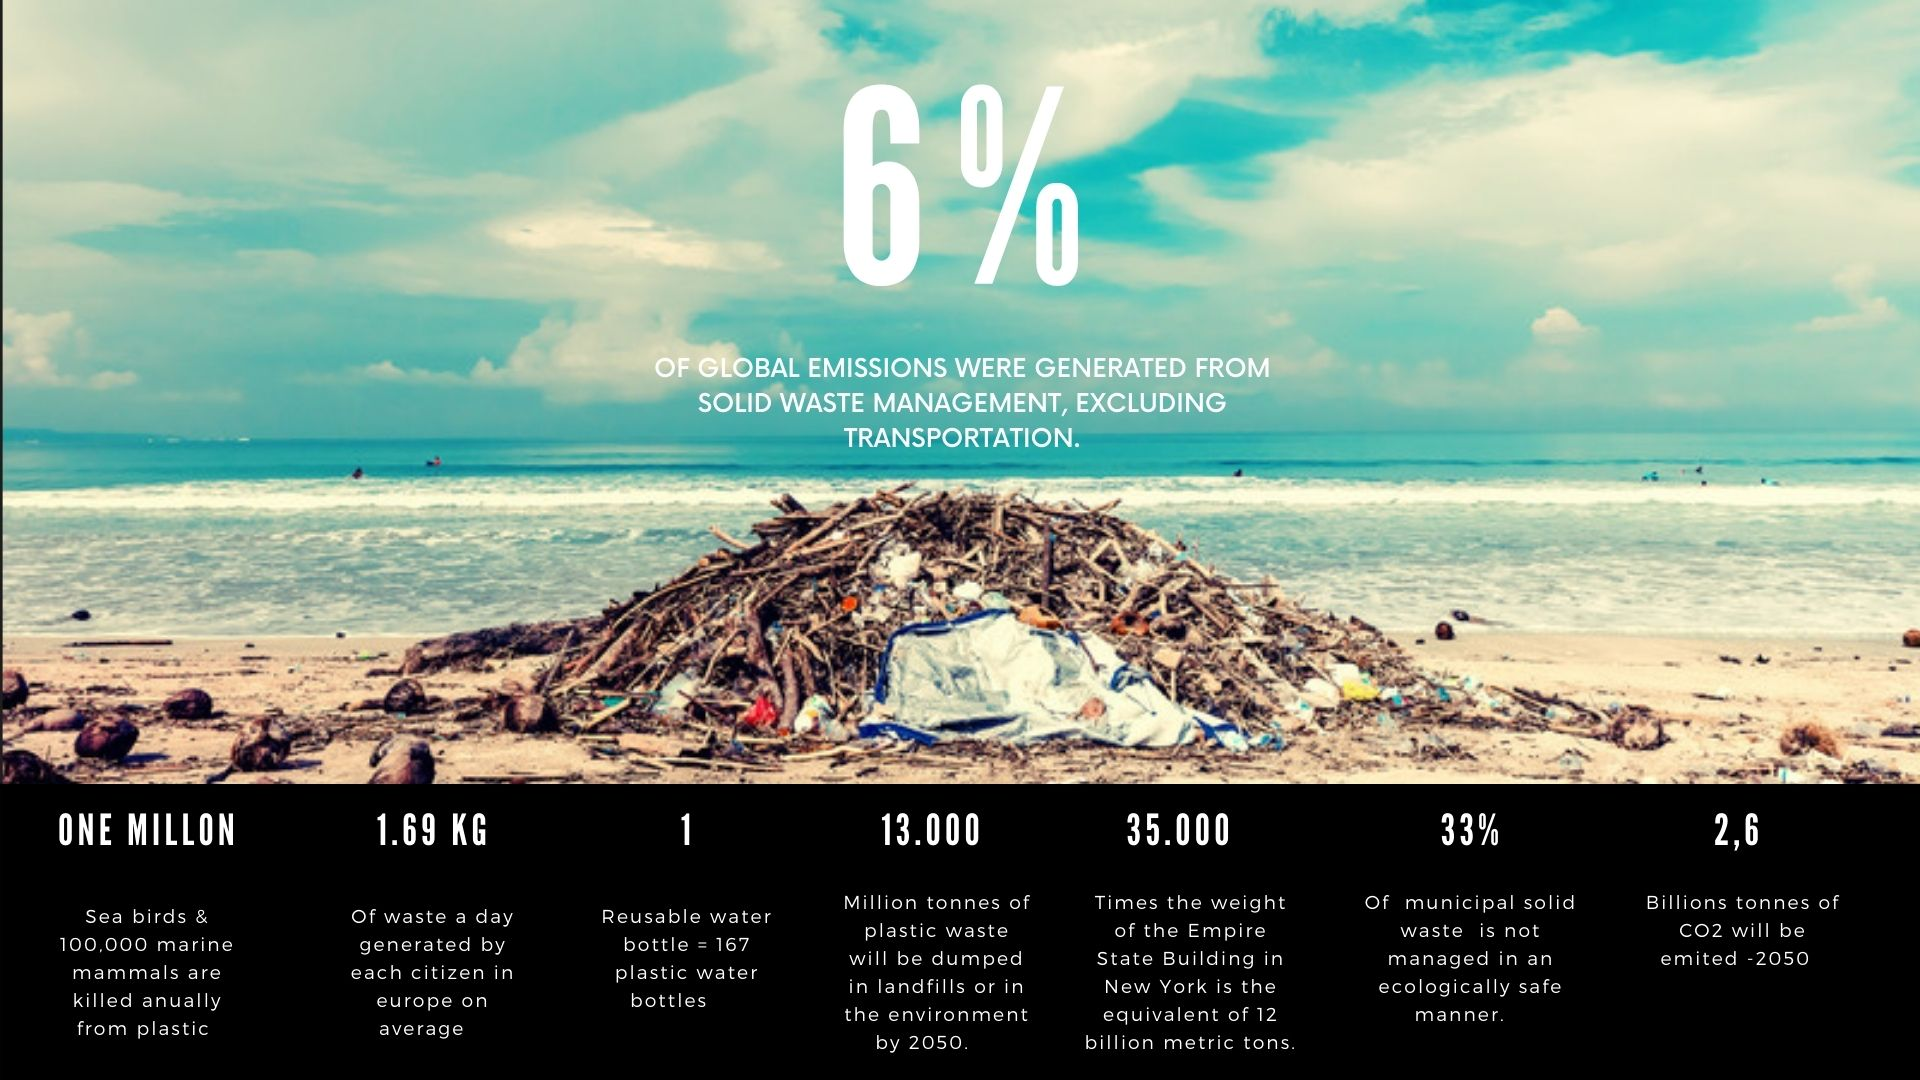 6%
OF GLOBAL EMISSIONS WERE GENERATED FROM
SOLID WASTE MANAGEMENT, EXCLUDING
TRANSPORTATION.
ONE MILLON
Sea birds &
100,000 marine
mammals are
killed anually
from plastic
1.69 KG
Of waste a day
generated by
each citizen in
europe on
average
1
Reusable water
bottle = 167
plastic water
bottles
13.000
Million tonnes of
plastic waste
will be dumped
in landfills or in
the environment
by 2050.
35.000
Times the weight
of the Empire
State Building in
New York is the
equivalent of 12
billion metric tons.
33%
Of municipal solid
waste is not
managed in an
ecologically safe
manner.
2,6
Billions tonnes of
CO2 will be
emited -2050